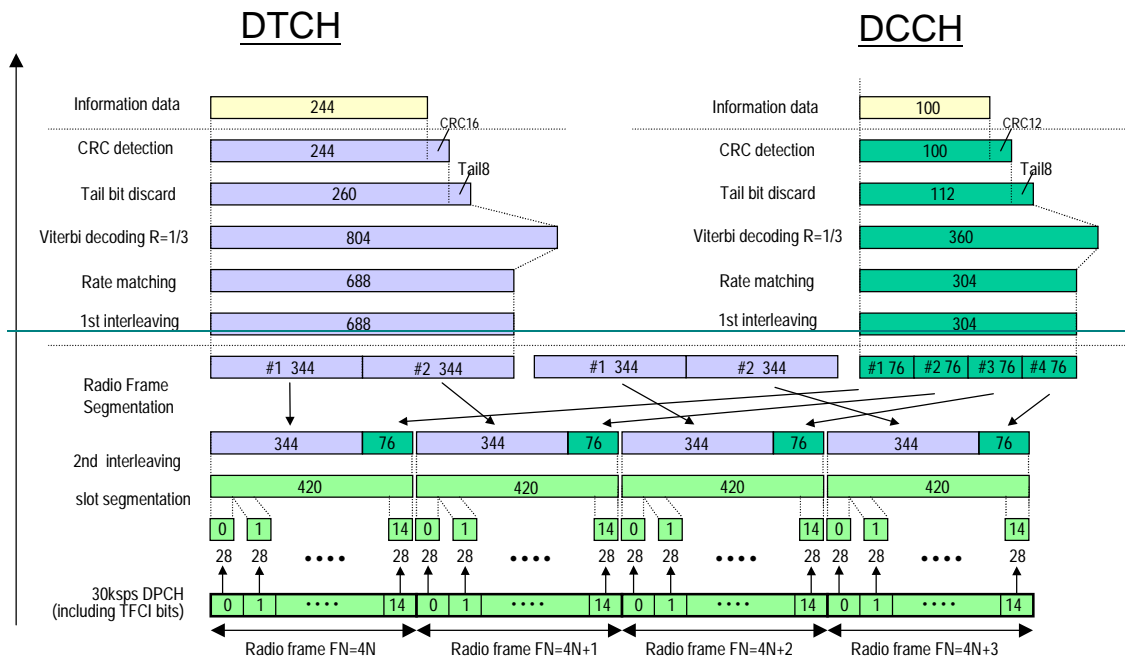 DTCH DCCH
Information data 244 Information data 100
CRC16 CRC12
CRC detection 244 CRC detection 100
Tail8 Tail8
Tail bit discard 260 Tail bit discard 112
Viterbi decoding R=1/3 804 Viterbi decoding R=1/3 360
Rate matching 688 Rate matching 304
1st interleaving 688 1st interleaving 304
#1 344 #2 344 #1 344 #2 344 #1 76 #2 76 #3 76 #4 76
Radio Frame
Segmentation
344 76 344 76 344 76 344 76
2nd interleaving
420 420 420 420
slot segmentation
0 1 14 0 1 14 0 1 14 0 1 14
28 28 •••• 28 28 28 •••• 28 28 28 •••• 28 28 28 •••• 28
30ksps DPCH
(including TFCI bits)
0 1 •••• 14 0 1 •••• 14 0 1 •••• 14 0 1 •••• 14
Radio frame FN=4N Radio frame FN=4N+1 Radio frame FN=4N+2 Radio frame FN=4N+3